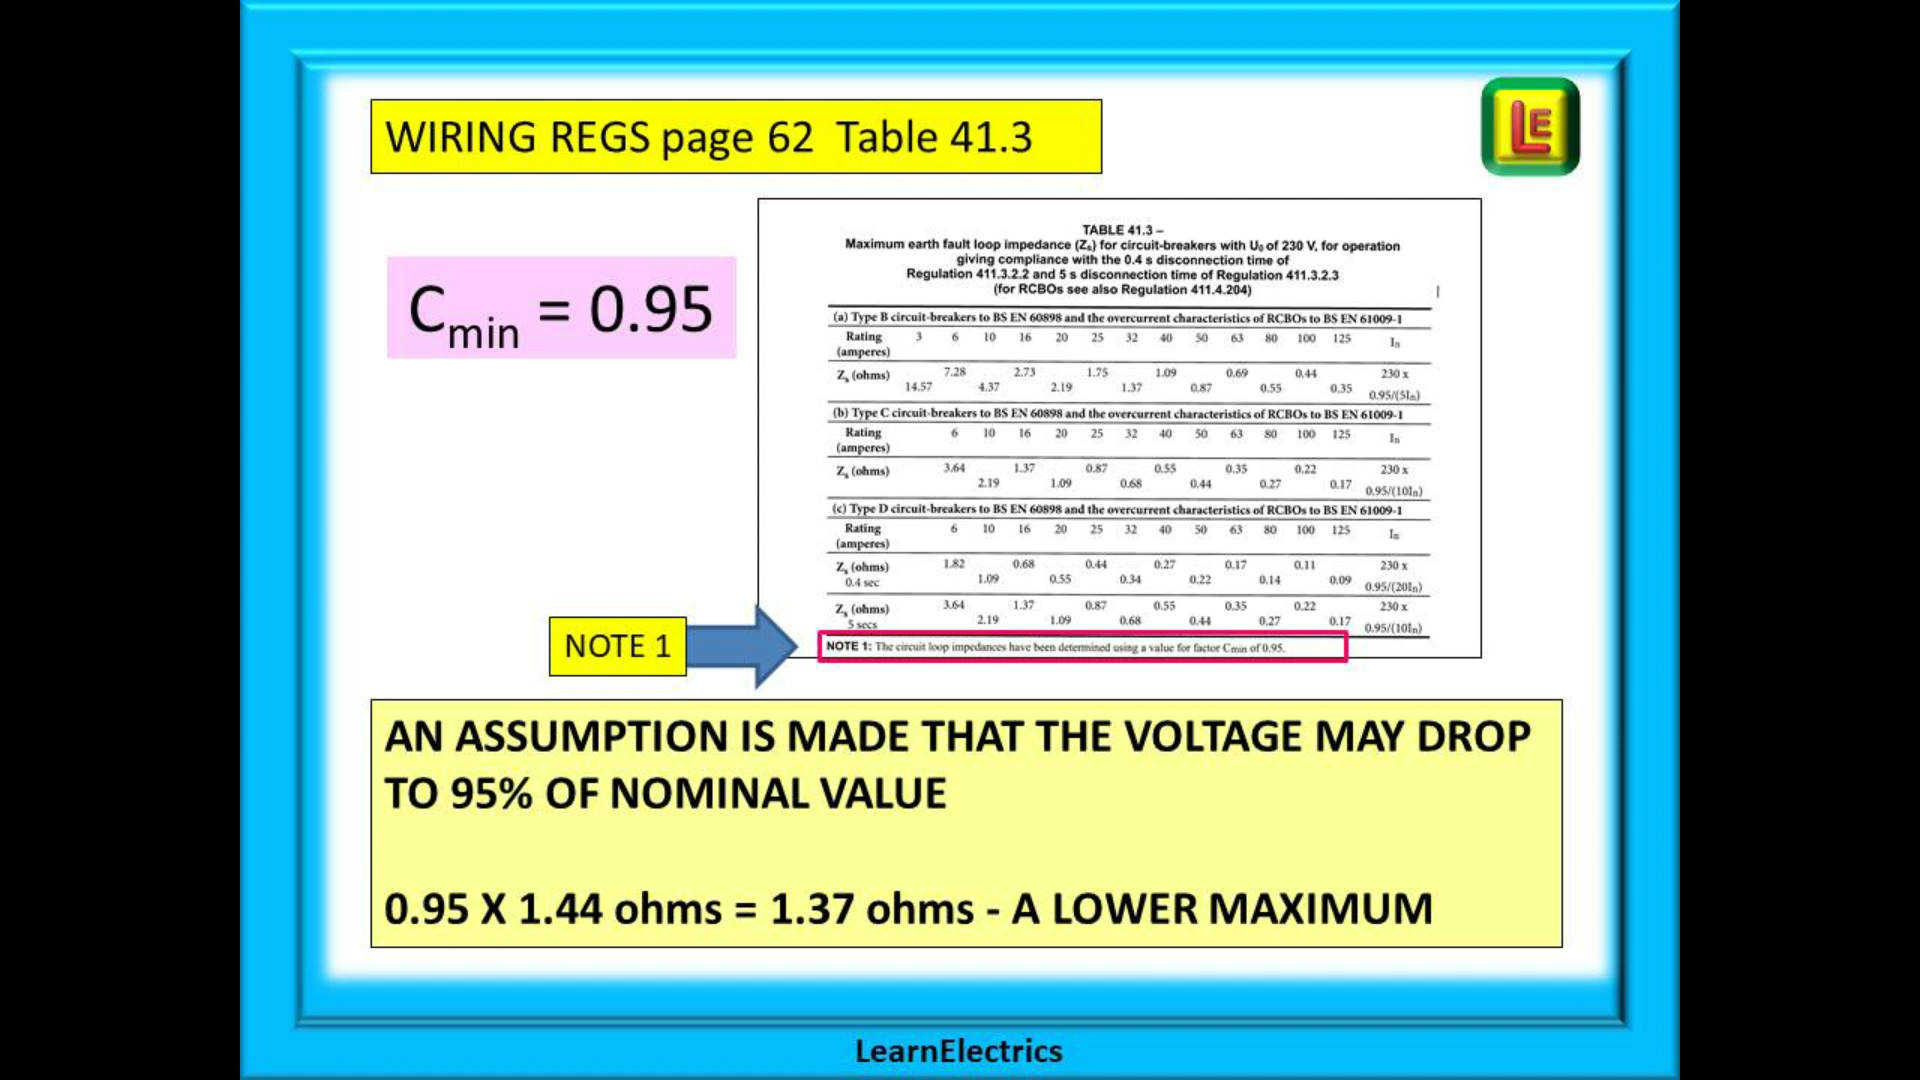 WIRING REGS page 62 Table 41.3
LE
C min = 0.95
TABLE 41.3 –
Maximum earth fault loop impedance (Zs) for circuit-breakers with U0 of 230 V, for operation
giving compliance with the 0.4 s disconnection time of
Regulation 411.3.2.2 and 5 s disconnection time of Regulation 411.3.2.3
(for RCBOs see also Regulation 411.4.204)
(a) Type B circuit-breakers to BS EN 60898 and the overcurrent characteristics of RCBOs to BS EN 61009-1
Rating 3 6 10 16 20 25 32 40 50 63 80 100 125 In
(amperes)
Zs (ohms) 7.28 2.73 1.75 1.09 0.69 0.44 230 x
14.57 4.37 2.19 1.37 0.87 0.55 0.35 0.95/(5In)
(b) Type C circuit-breakers to BS EN 60898 and the overcurrent characteristics of RCBOs to BS EN 61009-1
Rating 6 10 16 20 25 32 40 50 63 80 100 125 In
(amperes)
Zs (ohms) 3.64 1.37 0.87 0.55 0.35 0.22 230 x
2.19 1.09 0.68 0.44 0.27 0.17 0.95/(10In)
(c) Type D circuit-breakers to BS EN 60898 and the overcurrent characteristics of RCBOs to BS EN 61009-1
Rating 6 10 16 20 25 32 40 50 63 80 100 125 In
(amperes)
Zs (ohms) 1.82 0.68 0.44 0.27 0.17 0.11 230 x
0.4 sec 1.09 0.55 0.34 0.22 0.14 0.09 0.95/(20In)
Zs (ohms) 3.64 1.37 0.87 0.55 0.35 0.22 230 x
5 secs 2.19 1.09 0.68 0.44 0.27 0.17 0.95/(10In)
NOTE 1
NOTE 1: The circuit loop impedances have been determined using a value for factor Cmin of 0.95.
AN ASSUMPTION IS MADE THAT THE VOLTAGE MAY DROP
TO 95% OF NOMINAL VALUE
0.95 X 1.44 ohms = 1.37 ohms - A LOWER MAXIMUM
LearnElectrics